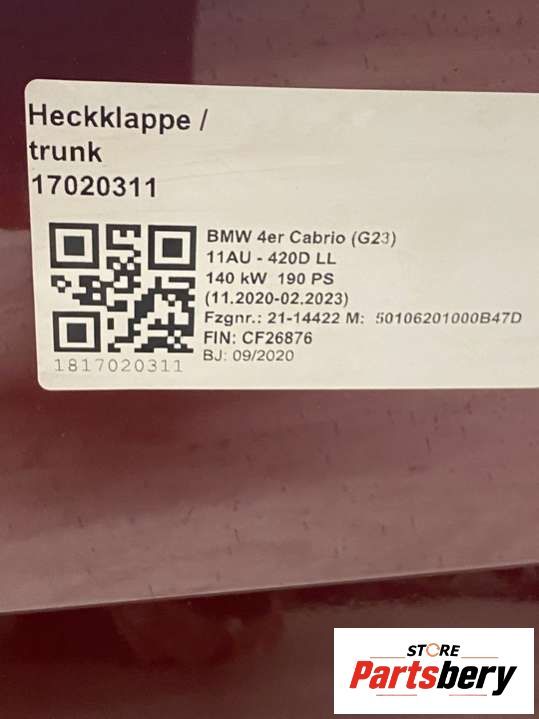 Heckklappe /
trunk
17020311
BMW 4er Cabrio (G23)
11AU - 420D LL
140 kW 190 PS
(11.2020-02.2023)
Fzgnr.: 21-14422 M: 50106201000B47D
FIN: CF26876
BJ: 09/2020
1817020311
STORE
Partsbery